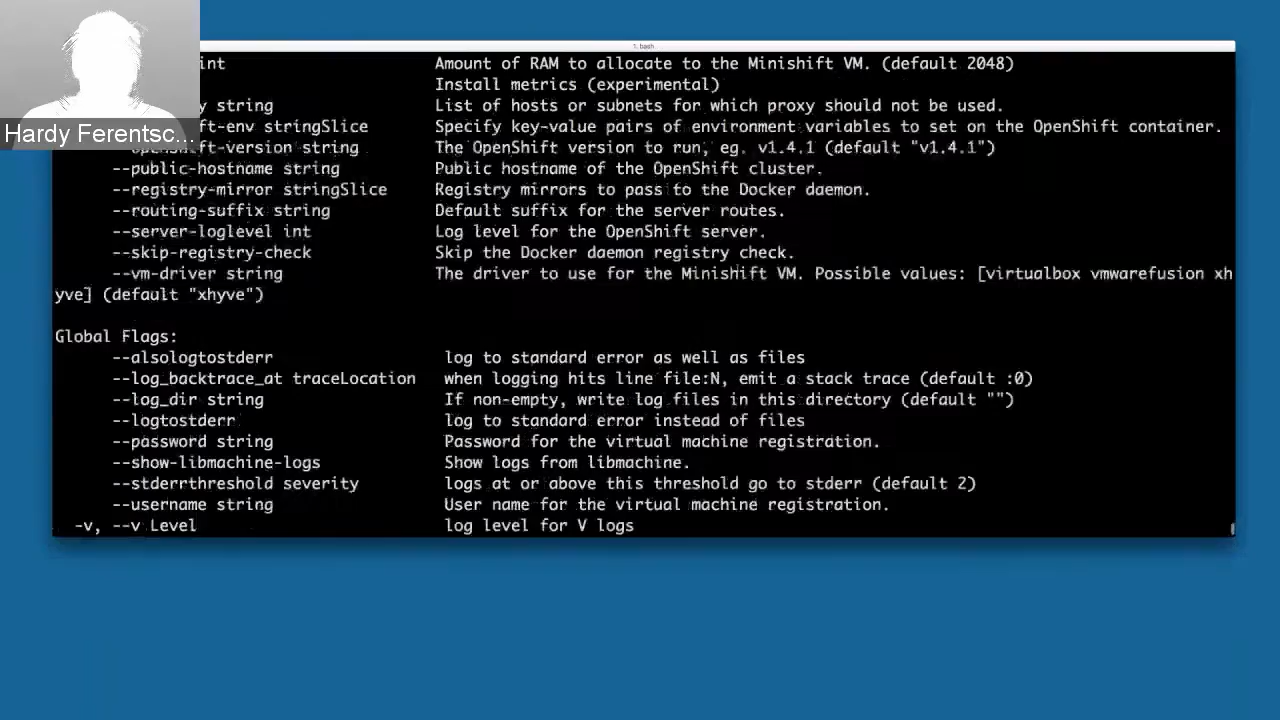 1. bash
int Amount of RAM to allocate to the Minishift VM. (default 2048)
Install metrics (experimental)
y string List of hosts or subnets for which proxy should not be used.
ft-env stringSlice Specify key-value pairs of environment variables to set on the OpenShift container.
Hardy Ferentsc...
--openshift-version string The OpenShift version to run, eg. v1.4.1 (default "v1.4.1")
--public-hostname string Public hostname of the OpenShift cluster.
--registry-mirror stringSlice Registry mirrors to pass to the Docker daemon.
--routing-suffix string Default suffix for the server routes.
--server-loglevel int Log level for the OpenShift server.
--skip-registry-check Skip the Docker daemon registry check.
--vm-driver string The driver to use for the Minishift VM. Possible values: [virtualbox vmwarefusion xh
yve] (default "xhyve")
Global Flags:
--alsologtostderr log to standard error as well as files
--log_backtrace_at traceLocation when logging hits line file:N, emit a stack trace (default :0)
--log_dir string If non-empty, write log files in this directory (default "")
--logtostderr log to standard error instead of files
--password string Password for the virtual machine registration.
--show-libmachine-logs Show logs from libmachine.
--stderrthreshold severity logs at or above this threshold go to stderr (default 2)
--username string User name for the virtual machine registration.
-v, --v Level log level for V logs